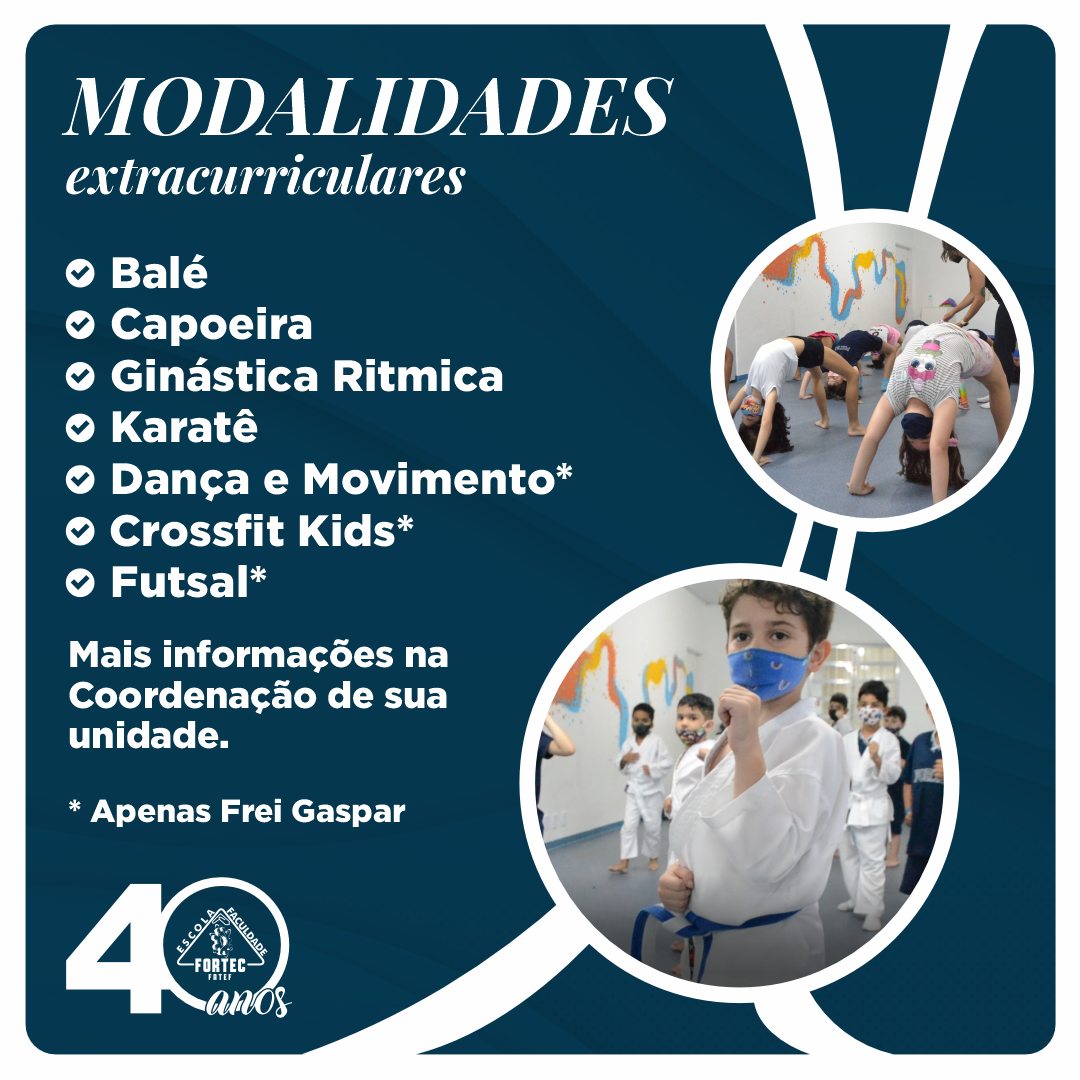 MODALIDADES
extracurriculares
Balé
Capoeira
Ginástica Ritmica
Karatê
Dança e Movimento*
Crossfit Kids*
Futsal*
Mais informações na
Coordenação de sua
unidade.
* Apenas Frei Gaspar
40
ESCOLA FACULDADE
FORTEC
FATEF
anos